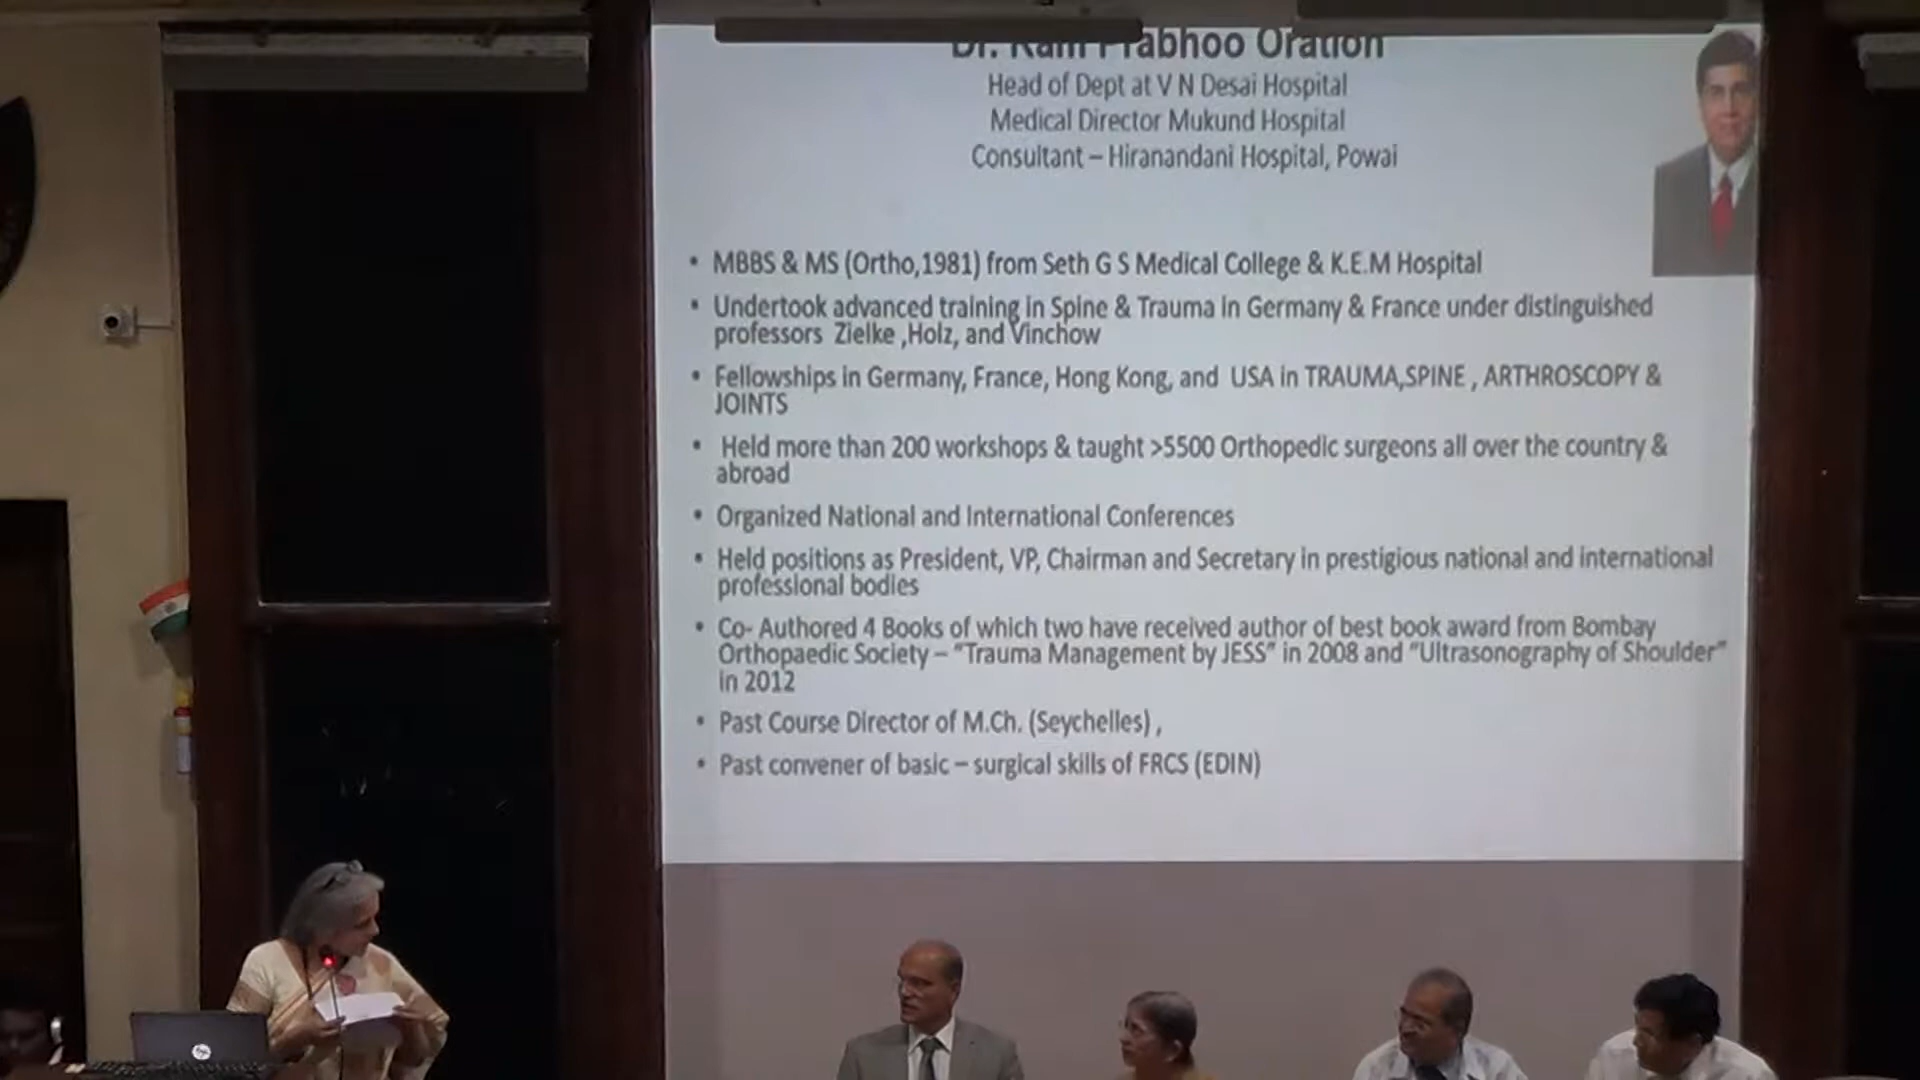 Dr. Ram Prabhoo Oration
Head of Dept at V N Desai Hospital
Medical Director Mukund Hospital
Consultant – Hiranandani Hospital, Powai
• MBBS & MS (Ortho,1981) from Seth G S Medical College & K.E.M Hospital
• Undertook advanced training in Spine & Trauma in Germany & France under distinguished
professors Zielke ,Holz, and Vinchow
• Fellowships in Germany, France, Hong Kong, and USA in TRAUMA,SPINE , ARTHROSCOPY &
JOINTS
• Held more than 200 workshops & taught >5500 Orthopedic surgeons all over the country &
abroad
• Organized National and International Conferences
• Held positions as President, VP, Chairman and Secretary in prestigious national and international
professional bodies
• Co- Authored 4 Books of which two have received author of best book award from Bombay
Orthopaedic Society – “Trauma Management by JESS” in 2008 and “Ultrasonography of Shoulder”
in 2012
• Past Course Director of M.Ch. (Seychelles) ,
• Past convener of basic – surgical skills of FRCS (EDIN)
hp